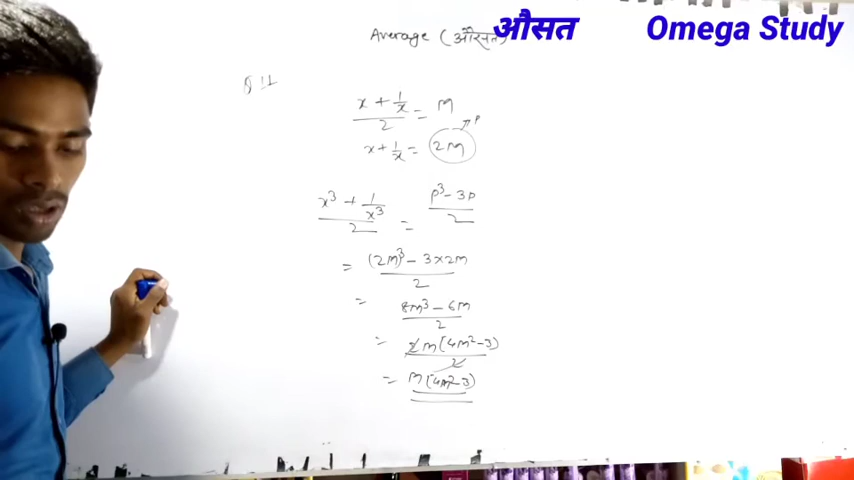 औसत Omega Study
Average (औसत)
Q 11
x + 1/x / 2 = M
x + 1/x = 2M → P
x³ + 1/x³ / 2 = P³ - 3P / 2
= (2M)³ - 3×2M / 2
= 8M³ - 6M / 2
= 2M(4M²-3) / 2
= M(4M²-3)